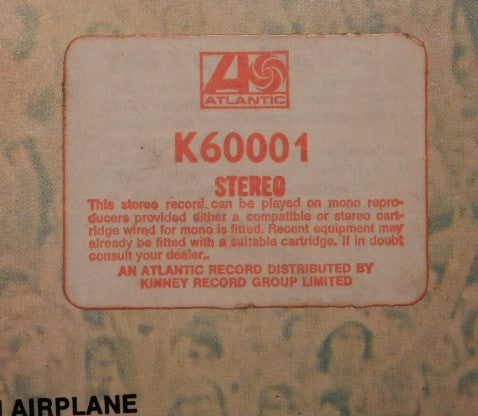 ATLANTIC
K60001
STEREO
This stereo record can be played on mono repro-
ducers provided either a compatible or stereo cart-
ridge wired for mono is fitted. Recent equipment may
already be fitted with a suitable cartridge. If in doubt
consult your dealer..
AN ATLANTIC RECORD DISTRIBUTED BY
KINNEY RECORD GROUP LIMITED
AIRPLANE